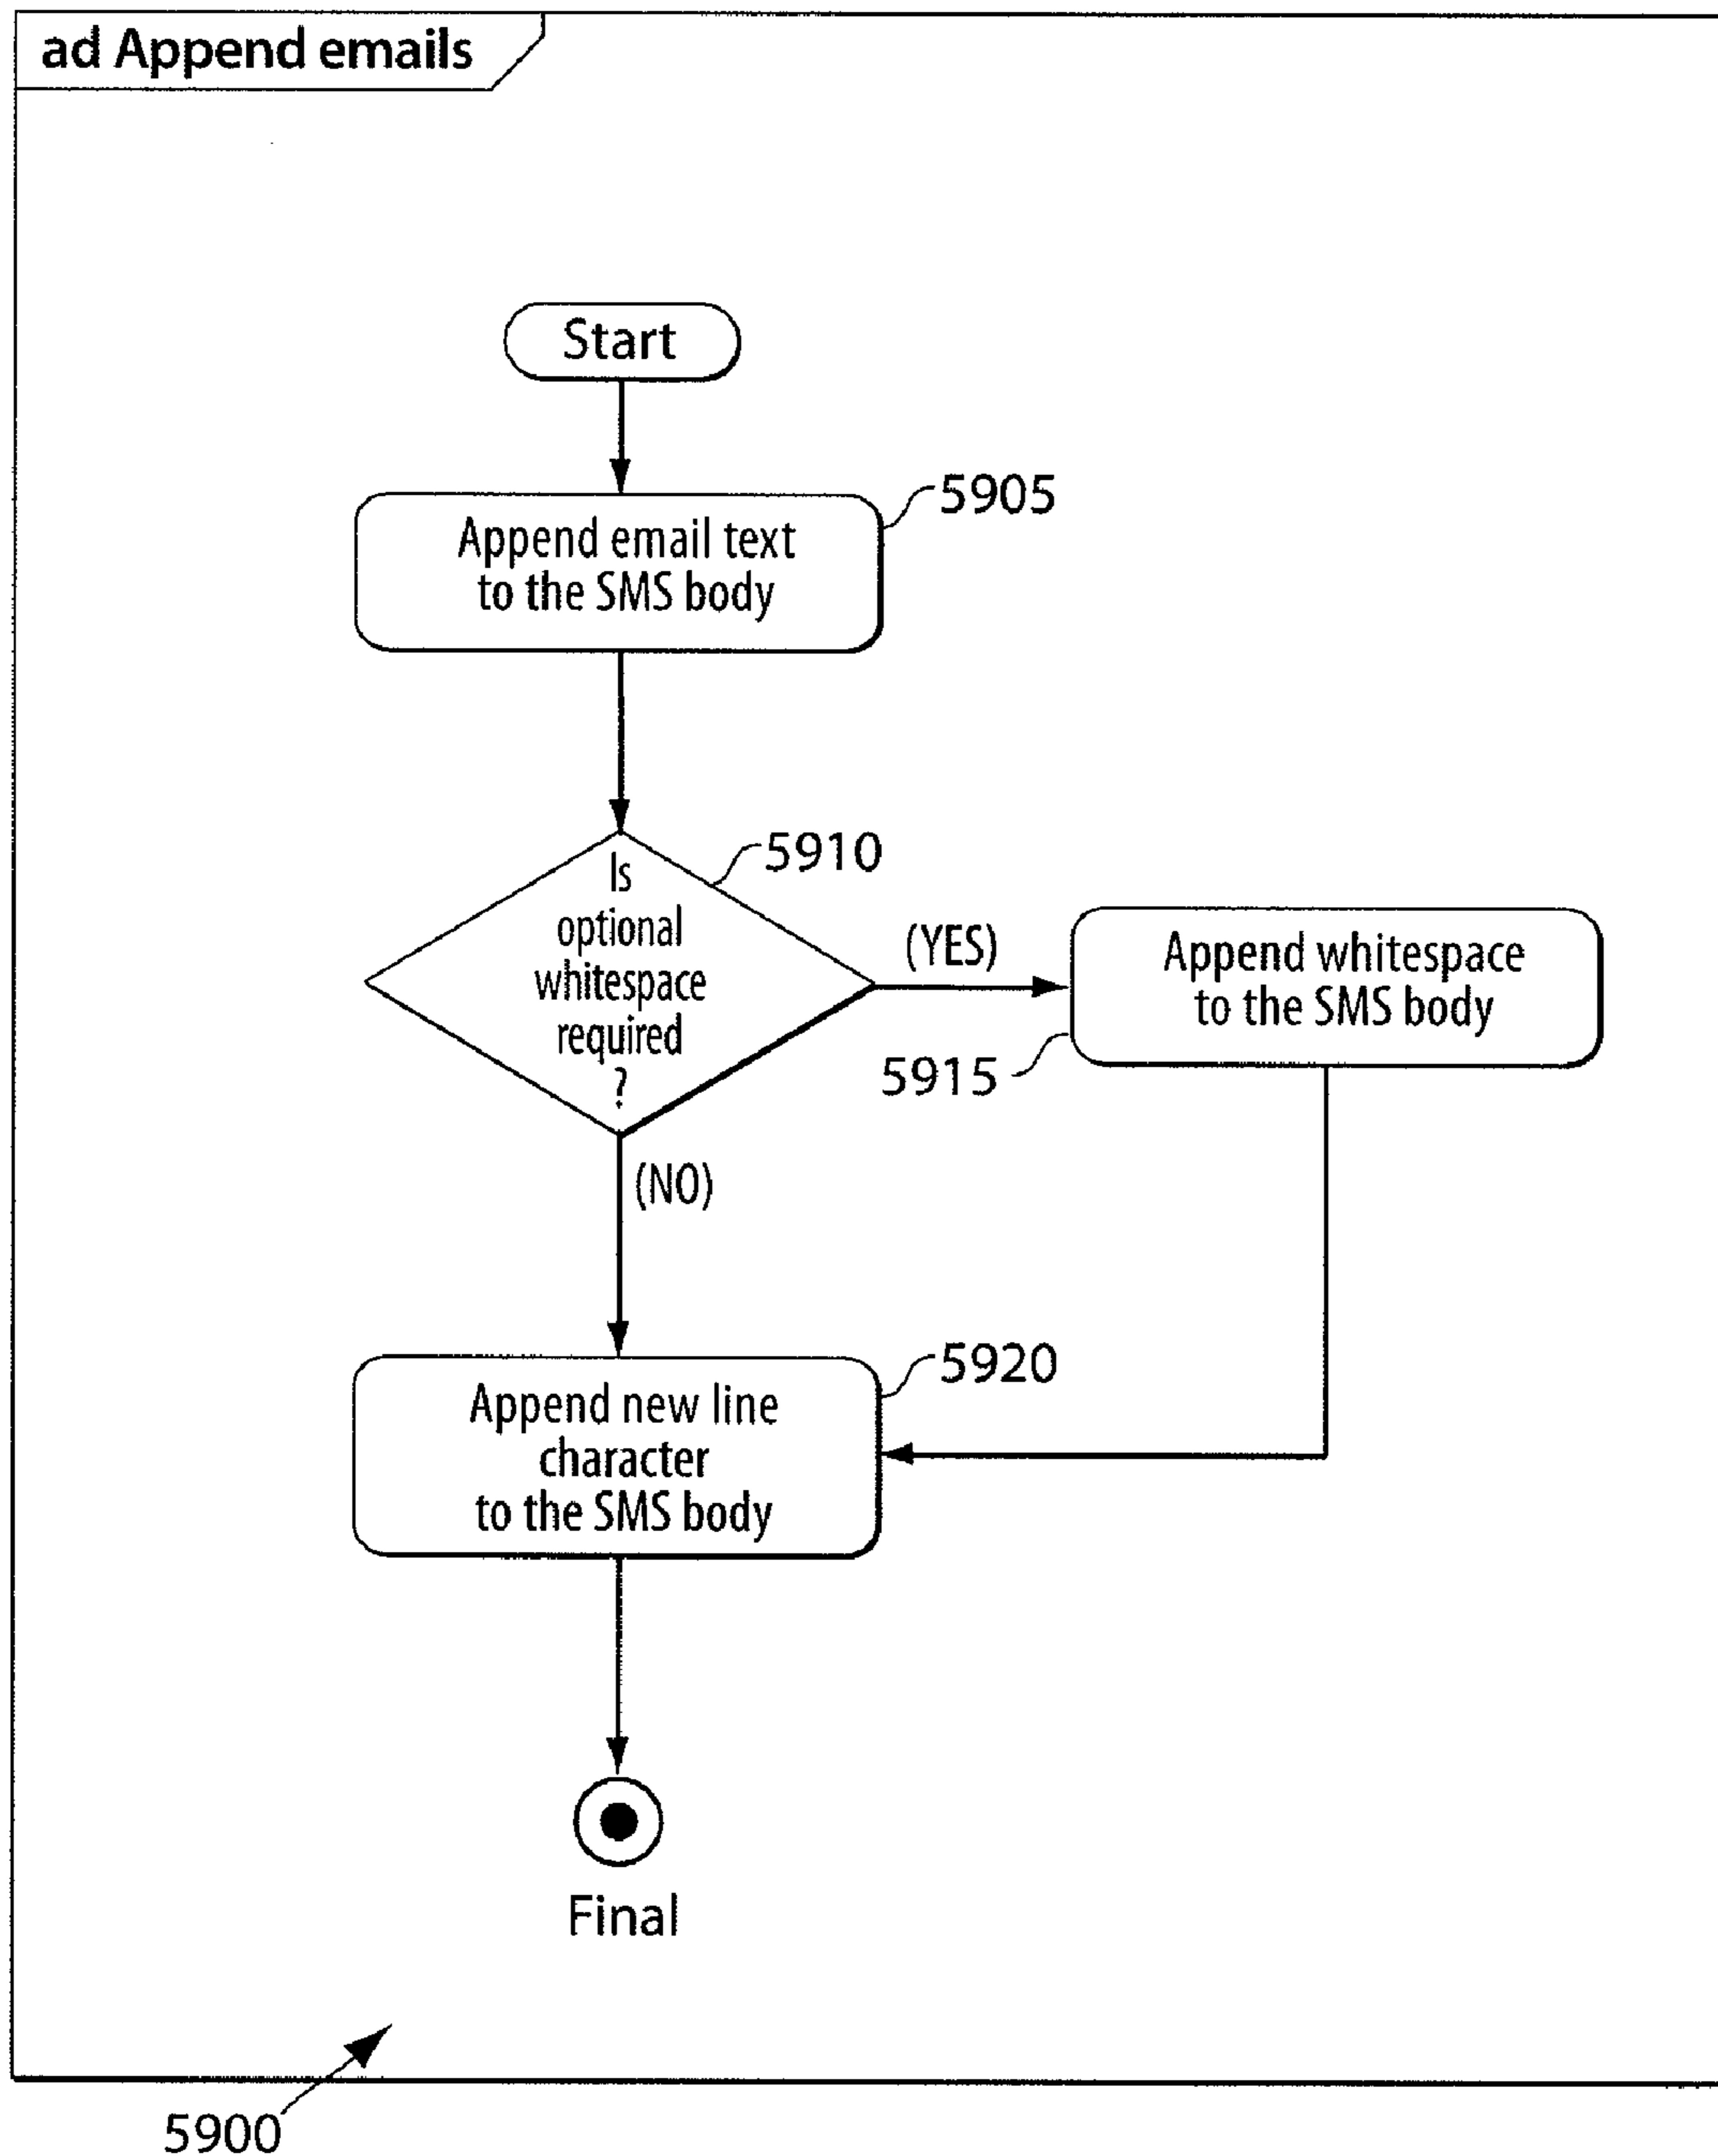 ad Append emails
Start
5905
Append email text
to the SMS body
5910
Is
optional
whitespace
required
?
(YES)
Append whitespace
to the SMS body
5915
(NO)
5920
Append new line
character
to the SMS body
Final
5900